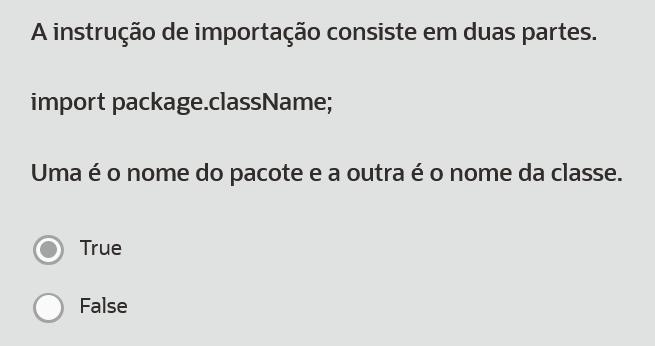 A instrução de importação consiste em duas partes.
import package.className;
Uma é o nome do pacote e a outra é o nome da classe.
True
False